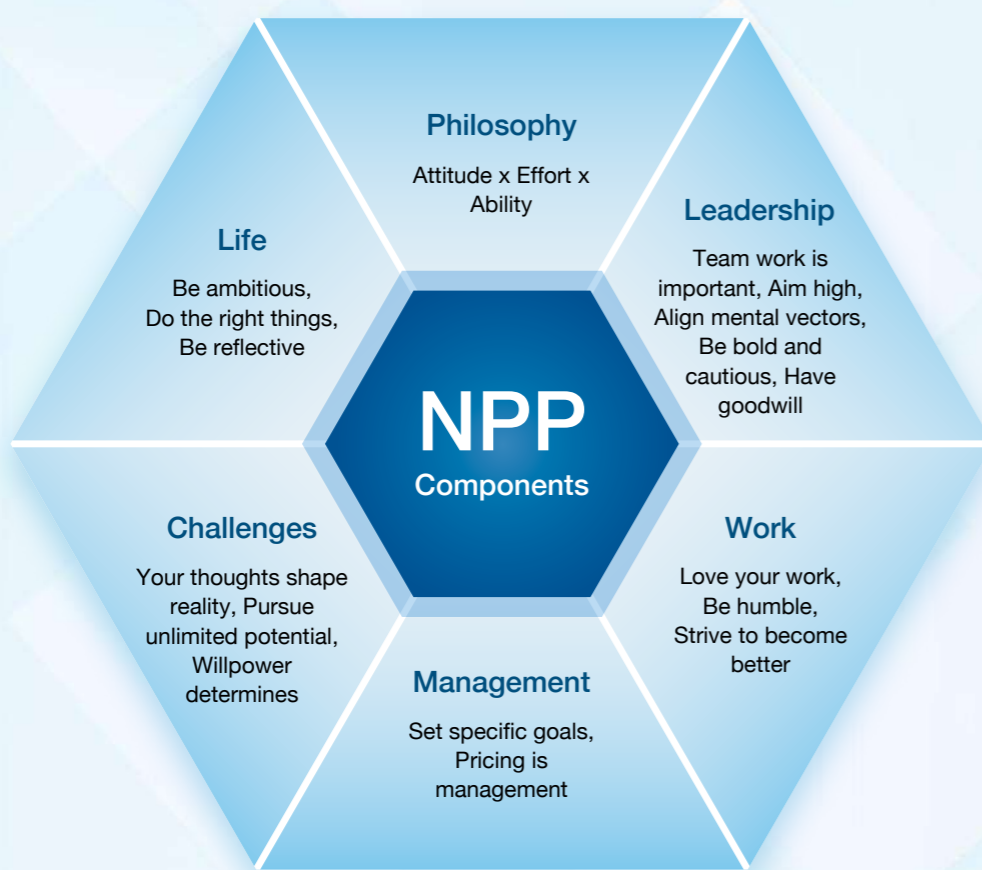 Philosophy
Attitude x Effort x
Ability
Leadership
Team work is
important, Aim high,
Align mental vectors,
Be bold and
cautious, Have
goodwill
Work
Love your work,
Be humble,
Strive to become
better
Management
Set specific goals,
Pricing is
management
Challenges
Your thoughts shape
reality, Pursue
unlimited potential,
Willpower
determines
Life
Be ambitious,
Do the right things,
Be reflective
NPP
Components